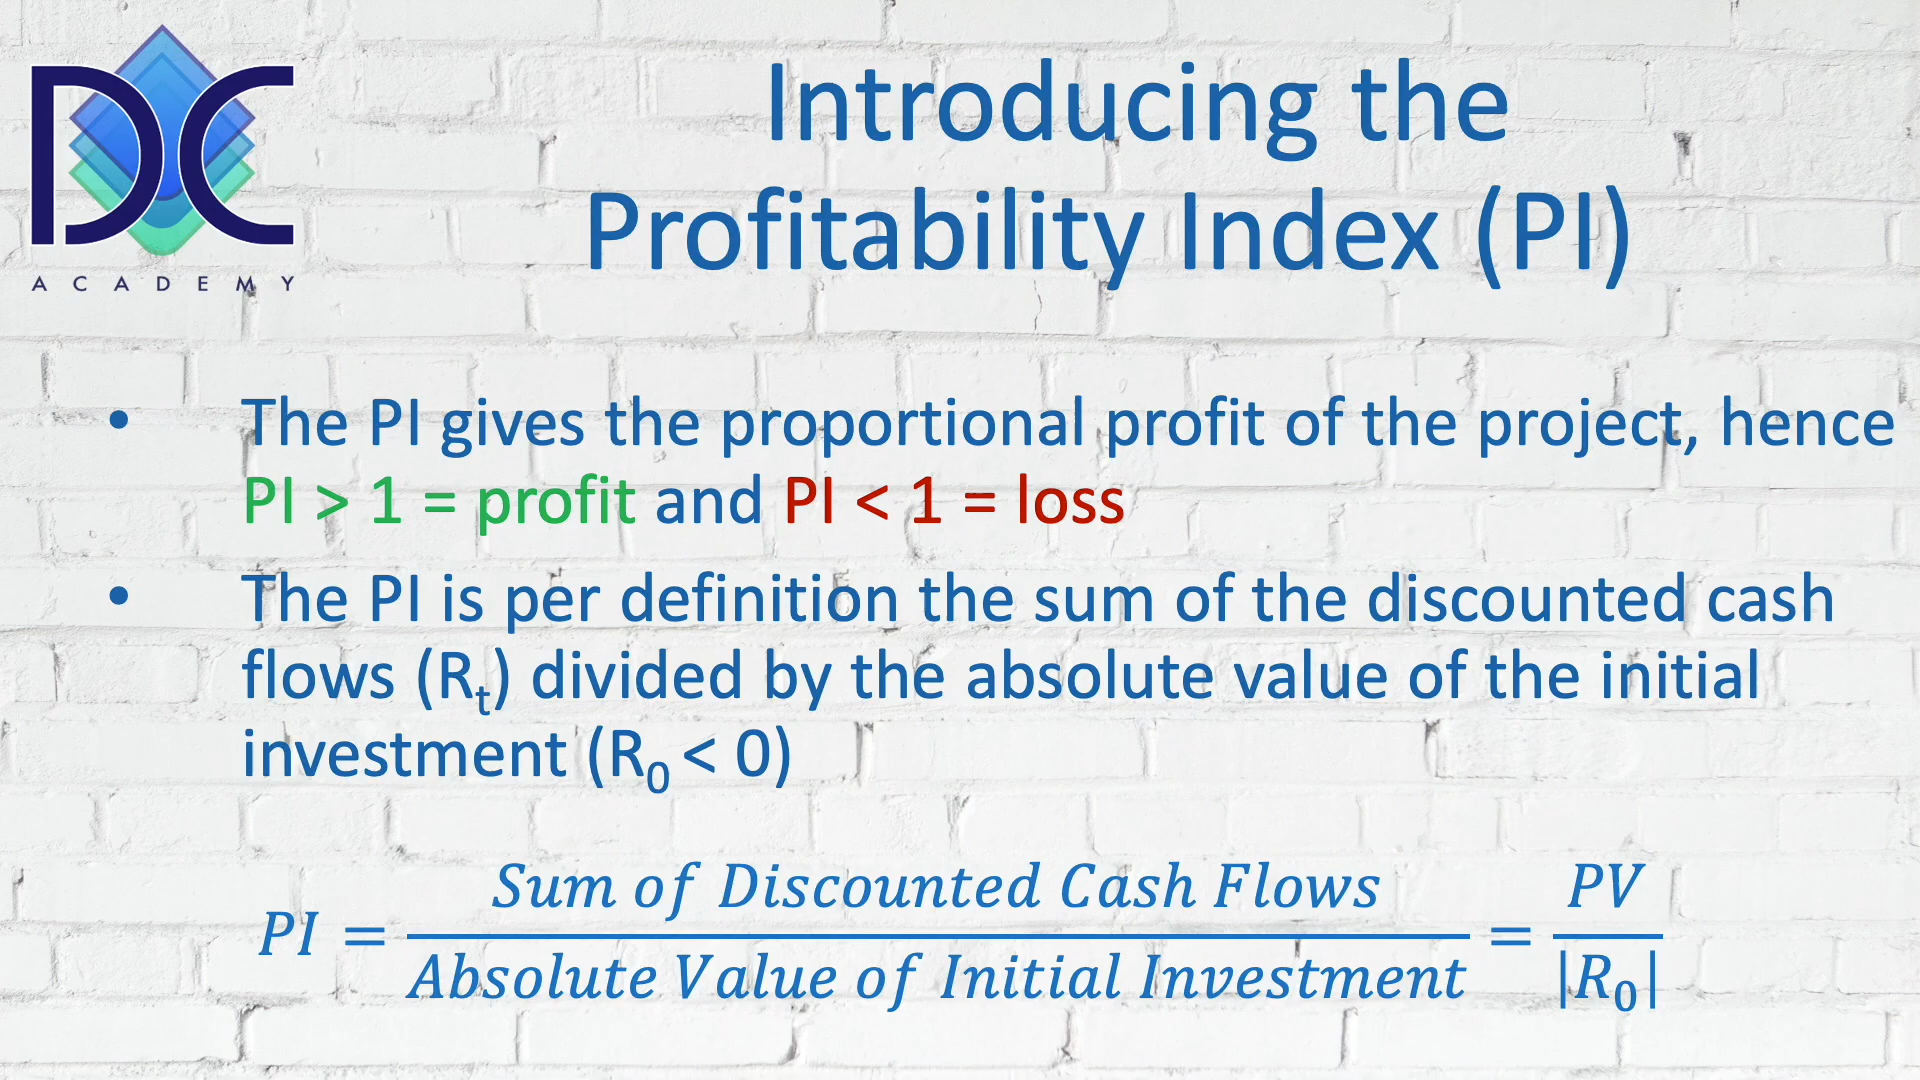 DC
ACADEMY
Introducing the
Profitability Index (PI)
• The PI gives the proportional profit of the project, hence
PI > 1 = profit and PI < 1 = loss
• The PI is per definition the sum of the discounted cash
flows (Rₜ) divided by the absolute value of the initial
investment (R₀ < 0)
PI = Sum of Discounted Cash Flows / Absolute Value of Initial Investment = PV / |R₀|